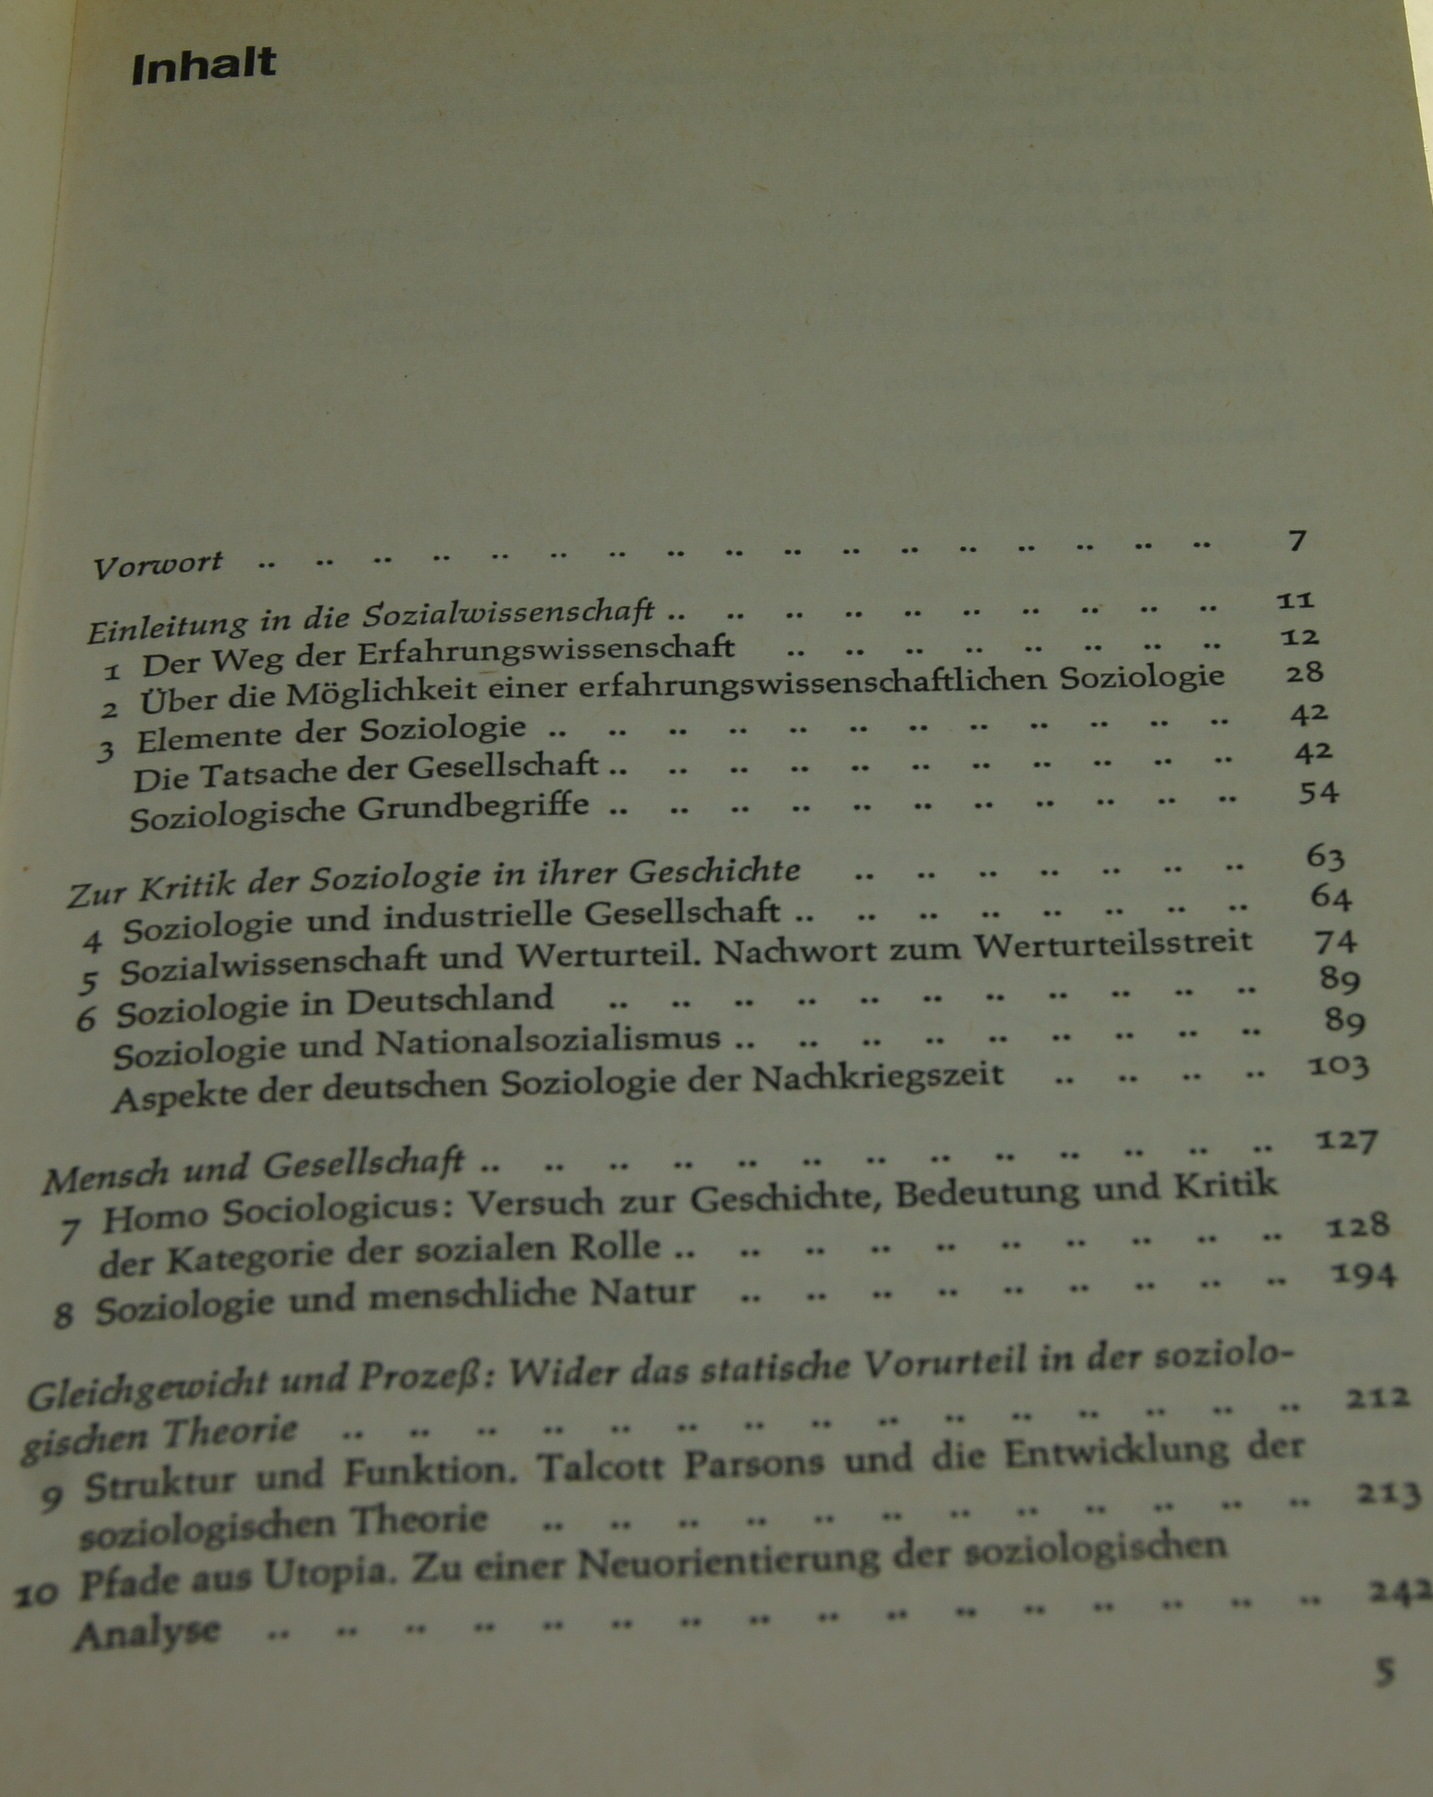 Inhalt
Vorwort .. .. .. .. .. .. .. .. .. .. .. .. .. .. .. .. .. 7
Einleitung in die Sozialwissenschaft .. .. .. .. .. .. .. .. .. .. 11
1 Der Weg der Erfahrungswissenschaft .. .. .. .. .. .. .. .. 12
2 Über die Möglichkeit einer erfahrungswissenschaftlichen Soziologie 28
3 Elemente der Soziologie .. .. .. .. .. .. .. .. .. .. .. .. 42
Die Tatsache der Gesellschaft .. .. .. .. .. .. .. .. .. .. .. 42
Soziologische Grundbegriffe .. .. .. .. .. .. .. .. .. .. .. 54
Zur Kritik der Soziologie in ihrer Geschichte .. .. .. .. .. .. .. 63
4 Soziologie und industrielle Gesellschaft .. .. .. .. .. .. .. .. 64
5 Sozialwissenschaft und Werturteil. Nachwort zum Werturteilsstreit 74
6 Soziologie in Deutschland .. .. .. .. .. .. .. .. .. .. .. 89
Soziologie und Nationalsozialismus .. .. .. .. .. .. .. .. .. 89
Aspekte der deutschen Soziologie der Nachkriegszeit .. .. .. .. 103
Mensch und Gesellschaft .. .. .. .. .. .. .. .. .. .. .. .. .. 127
7 Homo Sociologicus: Versuch zur Geschichte, Bedeutung und Kritik
der Kategorie der sozialen Rolle .. .. .. .. .. .. .. .. .. .. 128
8 Soziologie und menschliche Natur .. .. .. .. .. .. .. .. .. 194
Gleichgewicht und Prozeß: Wider das statische Vorurteil in der soziolo-
gischen Theorie .. .. .. .. .. .. .. .. .. .. .. .. .. .. .. 212
9 Struktur und Funktion. Talcott Parsons und die Entwicklung der
soziologischen Theorie .. .. .. .. .. .. .. .. .. .. .. .. 213
10 Pfade aus Utopia. Zu einer Neuorientierung der soziologischen
Analyse .. .. .. .. .. .. .. .. .. .. .. .. .. .. .. .. 242
5